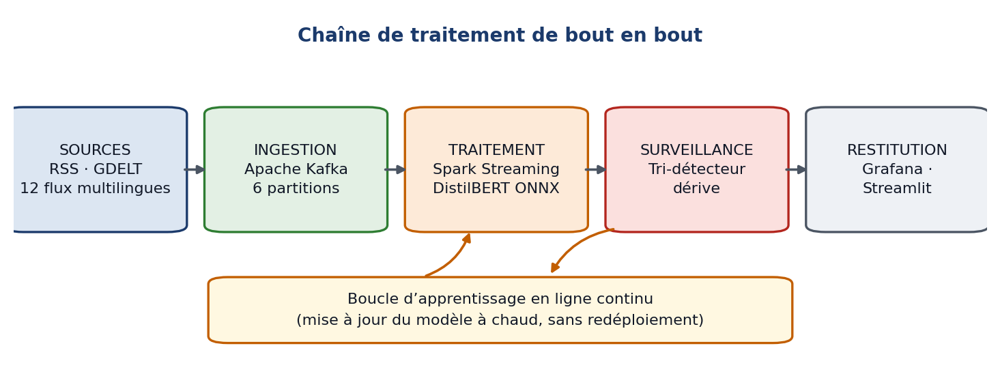 Chaîne de traitement de bout en bout
SOURCES
RSS · GDELT
12 flux multilingues
INGESTION
Apache Kafka
6 partitions
TRAITEMENT
Spark Streaming
DistilBERT ONNX
SURVEILLANCE
Tri-détecteur
dérive
RESTITUTION
Grafana ·
Streamlit
Boucle d’apprentissage en ligne continu
(mise à jour du modèle à chaud, sans redéploiement)